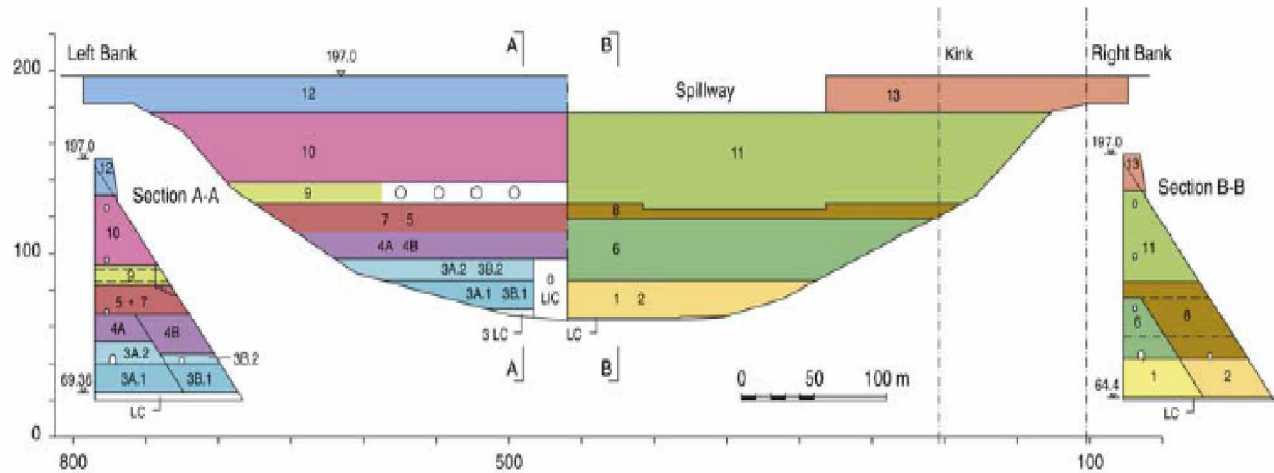 Left Bank
197.0
A
B
Kink
Right Bank
200
12
Spillway
13
197.0
12
Section A-A
10
11
197.0
13
Section B-B
10
9
7 5
8
11
100
9
4A 4B
6
5 + 7
3A.2 3B.2
0
L/C
1 2
8
4A
4B
3A.1 3B.1
6
3A.2
3B.2
3 LC
LC
69.36
3A.1
3B.1
A
B
0 50 100 m
64.4
1
2
LC
LC
0
800
500
100